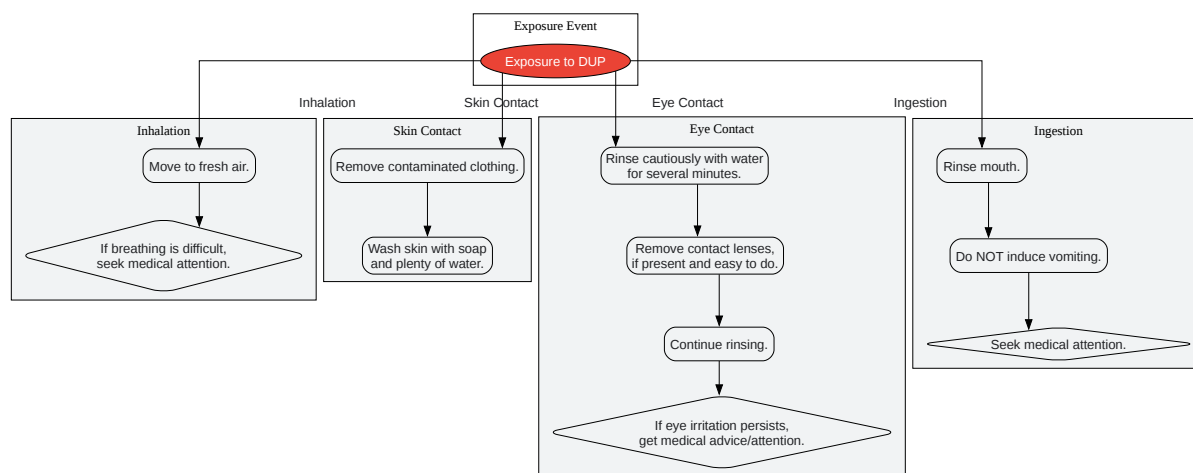 Exposure Event
Exposure to DUP
Inhalation
Skin Contact
Eye Contact
Ingestion
Inhalation
Move to fresh air.
If breathing is difficult,
seek medical attention.
Skin Contact
Remove contaminated clothing.
Wash skin with soap
and plenty of water.
Eye Contact
Rinse cautiously with water
for several minutes.
Remove contact lenses,
if present and easy to do.
Continue rinsing.
If eye irritation persists,
get medical advice/attention.
Ingestion
Rinse mouth.
Do NOT induce vomiting.
Seek medical attention.